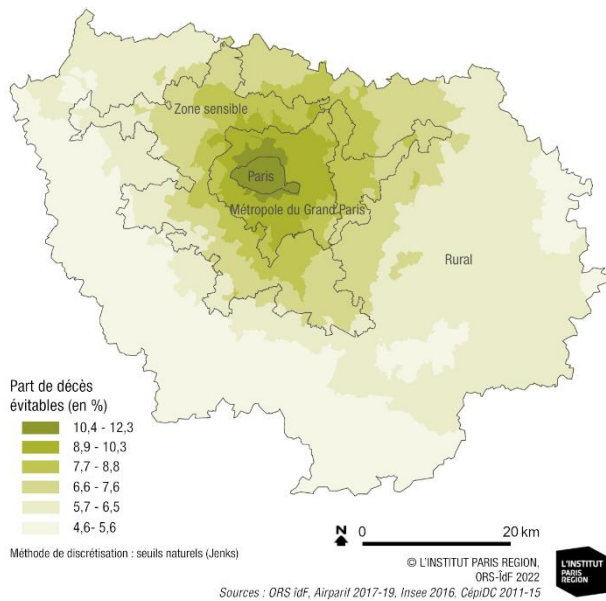 Zone sensible
Paris
Métropole du Grand Paris
Rural
Part de décès
évitables (en %)
10,4 - 12,3
8,9 - 10,3
7,7 - 8,8
6,6 - 7,6
5,7 - 6,5
4,6- 5,6
Méthode de discrétisation : seuils naturels (Jenks)
N 0 20 km
© L'INSTITUT PARIS REGION,
ORS-ÎdF 2022
Sources : ORS îdF, Airparif 2017-19, Insee 2016, CépiDC 2011-15
L'INSTITUT
PARIS
REGION